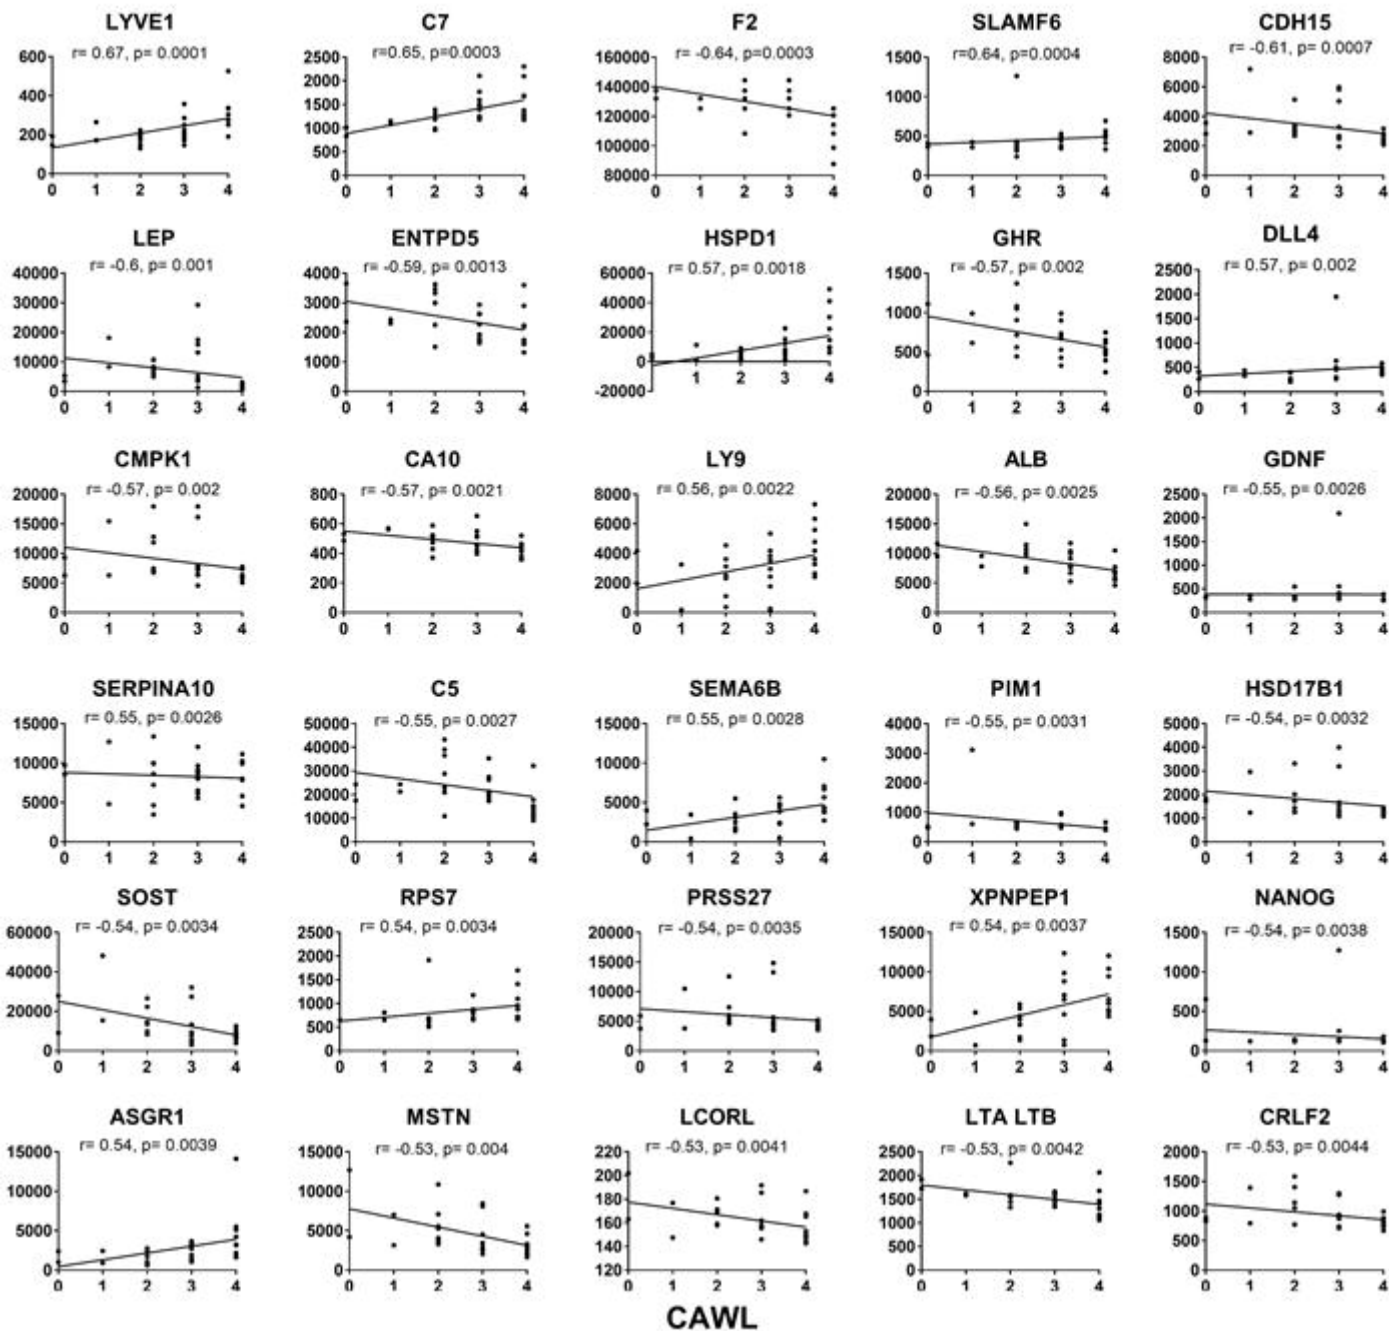 LYVE1 C7 F2 SLAMF6 CDH15
r= 0.67, p= 0.0001 r=0.65, p=0.0003 r= -0.64, p=0.0003 r=0.64, p=0.0004 r= -0.61, p= 0.0007
600 2500 160000 1500 8000
400 2000 140000 1000 6000
200 1500 120000 500 4000
0 1000 100000 0 2000
500 80000 0
0
0 1 2 3 4 0 1 2 3 4 0 1 2 3 4 0 1 2 3 4 0 1 2 3 4
LEP ENTPD5 HSPD1 GHR DLL4
r= -0.6, p= 0.001 r= -0.59, p= 0.0013 r= 0.57, p= 0.0018 r= -0.57, p= 0.002 r= 0.57, p= 0.002
40000 4000 60000 1500 2500
30000 3000 40000 1000 2000
20000 2000 20000 500 1500
10000 1000 0 0 1000
0 0 -20000 500
0
0 1 2 3 4 0 1 2 3 4 0 1 2 3 4 0 1 2 3 4 0 1 2 3 4
CMPK1 CA10 LY9 ALB GDNF
r= -0.57, p= 0.002 r= -0.57, p= 0.0021 r= 0.56, p= 0.0022 r= -0.56, p= 0.0025 r= -0.55, p= 0.0026
20000 800 8000 20000 2500
15000 600 6000 15000 2000
10000 400 4000 10000 1500
5000 200 2000 5000 1000
0 0 0 0 500
0
0 1 2 3 4 0 1 2 3 4 0 1 2 3 4 0 1 2 3 4 0 1 2 3 4
SERPINA10 C5 SEMA6B PIM1 HSD17B1
r= 0.55, p= 0.0026 r= -0.55, p= 0.0027 r= 0.55, p= 0.0028 r= -0.55, p= 0.0031 r= -0.54, p= 0.0032
15000 50000 15000 4000 5000
10000 40000 10000 3000 4000
5000 30000 5000 2000 3000
0 20000 0 1000 2000
10000 0 1000
0 0
0 1 2 3 4 0 1 2 3 4 0 1 2 3 4 0 1 2 3 4 0 1 2 3 4
SOST RPS7 PRSS27 XPNPEP1 NANOG
r= -0.54, p= 0.0034 r= 0.54, p= 0.0034 r= -0.54, p= 0.0035 r= 0.54, p= 0.0037 r= -0.54, p= 0.0038
60000 2500 20000 15000 1500
40000 2000 15000 10000 1000
20000 1500 10000 5000 500
0 1000 5000 0 0
500 0
0
0 1 2 3 4 0 1 2 3 4 0 1 2 3 4 0 1 2 3 4 0 1 2 3 4
ASGR1 MSTN LCORL LTA LTB CRLF2
r= 0.54, p= 0.0039 r= -0.53, p= 0.004 r= -0.53, p= 0.0041 r= -0.53, p= 0.0042 r= -0.53, p= 0.0044
15000 15000 220 2500 2000
10000 10000 200 2000 1500
5000 5000 180 1500 1000
0 0 160 1000 500
140 500 0
120 0
0 1 2 3 4 0 1 2 3 4 0 1 2 3 4 0 1 2 3 4 0 1 2 3 4
CAWL